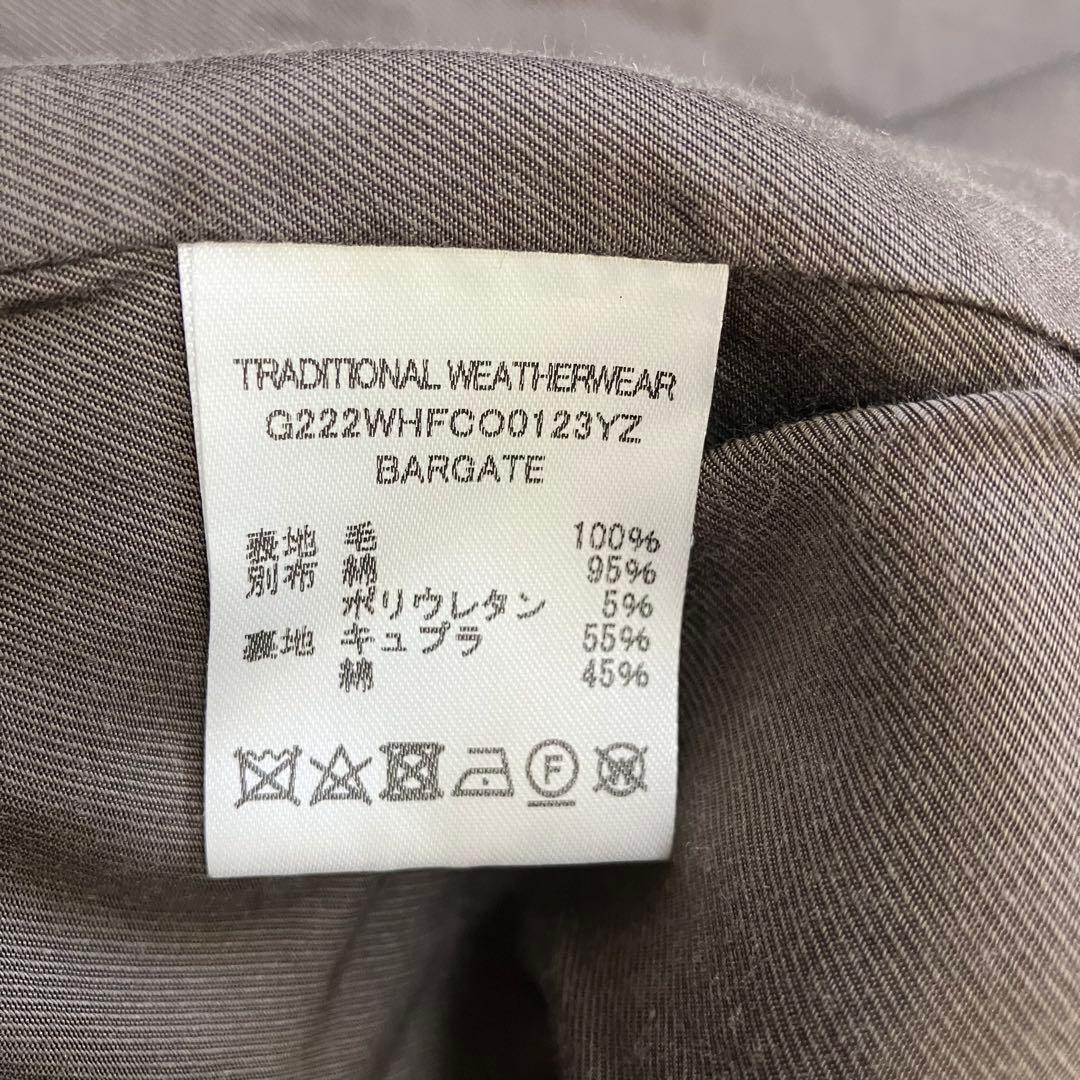 TRADITIONAL WEATHERWEAR
G222WHFCO0123YZ
BARGATE
表地 毛 100%
別布 綿 95%
ポリウレタン 5%
裏地 キュプラ 55%
綿 45%
F
W